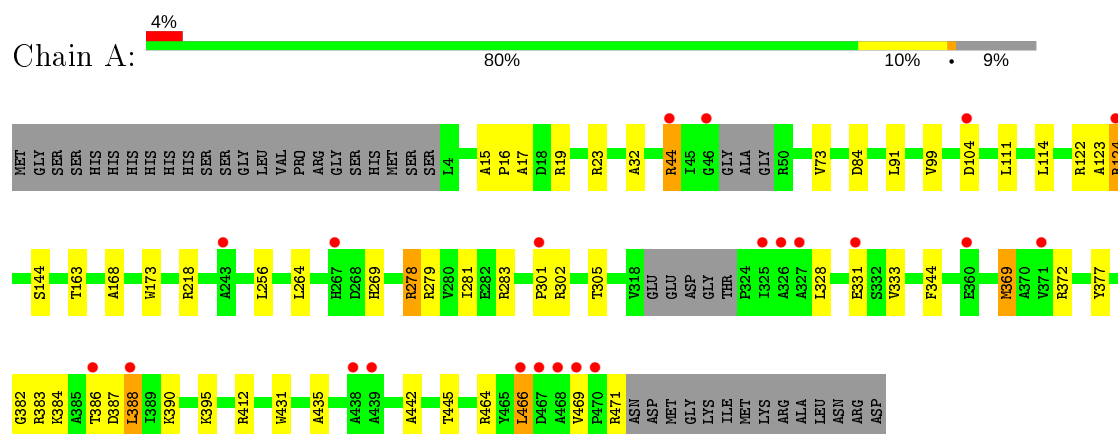 4%
Chain A:
80% 10% • 9%
MET GLY SER SER HIS HIS HIS HIS HIS HIS HIS SER SER GLY LEU VAL PRO ARG GLY SER HIS MET SER SER L4 A15 P16 A17 D18 R19 R23 A32 R44 I45 G46 GLY ALA GLY R50 V73 D84 L91 V99 D104 L111 L114 R122 A123
S144 T163 A168 W173 R218 A243 L256 L264 H267 D268 H269 R278 R279 V280 I281 E282 R283 P301 R302 T305 V318 GLU GLU ASP GLY THR P324 I325 A326 A327 L328 E331 S332 V333 F344 E360 M369 A370 V371 R372 Y377
G382 R383 K384 A385 T386 D387 L388 I389 K390 K395 R412 W431 A435 A438 A439 A442 T445 R464 Y465 L466 D467 A468 V469 P470 R471 ASN ASP MET GLY LYS ILE MET LYS ARG ALA LEU ASN ARG ASP